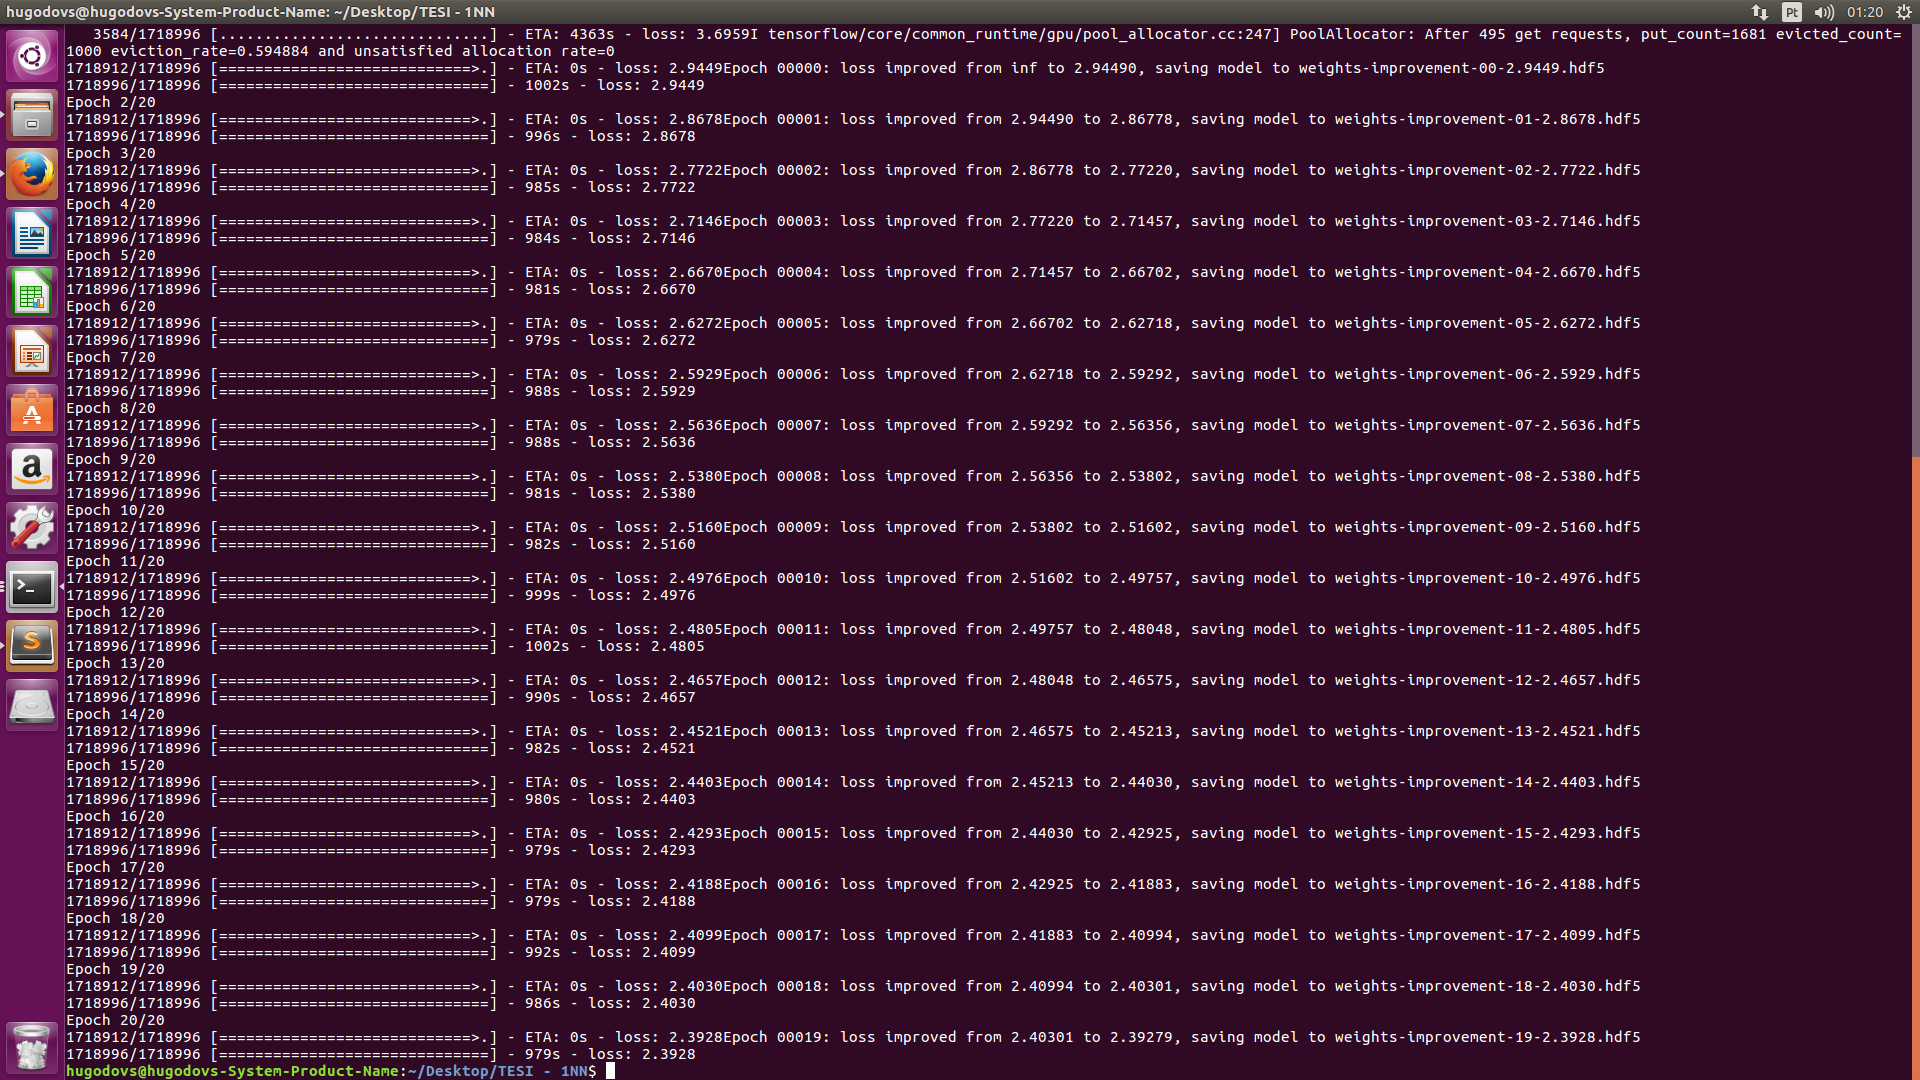 hugodovs@hugodovs-System-Product-Name: ~/Desktop/TESI - 1NN
Pt
01:20
3584/1718996 [..............................] - ETA: 4363s - loss: 3.6959I tensorflow/core/common_runtime/gpu/pool_allocator.cc:247] PoolAllocator: After 495 get requests, put_count=1681 evicted_count=
1000 eviction_rate=0.594884 and unsatisfied allocation rate=0
1718912/1718996 [============================>.] - ETA: 0s - loss: 2.9449Epoch 00000: loss improved from inf to 2.94490, saving model to weights-improvement-00-2.9449.hdf5
1718996/1718996 [==============================] - 1002s - loss: 2.9449
Epoch 2/20
1718912/1718996 [============================>.] - ETA: 0s - loss: 2.8678Epoch 00001: loss improved from 2.94490 to 2.86778, saving model to weights-improvement-01-2.8678.hdf5
1718996/1718996 [==============================] - 996s - loss: 2.8678
Epoch 3/20
1718912/1718996 [============================>.] - ETA: 0s - loss: 2.7722Epoch 00002: loss improved from 2.86778 to 2.77220, saving model to weights-improvement-02-2.7722.hdf5
1718996/1718996 [==============================] - 985s - loss: 2.7722
Epoch 4/20
1718912/1718996 [============================>.] - ETA: 0s - loss: 2.7146Epoch 00003: loss improved from 2.77220 to 2.71457, saving model to weights-improvement-03-2.7146.hdf5
1718996/1718996 [==============================] - 984s - loss: 2.7146
Epoch 5/20
1718912/1718996 [============================>.] - ETA: 0s - loss: 2.6670Epoch 00004: loss improved from 2.71457 to 2.66702, saving model to weights-improvement-04-2.6670.hdf5
1718996/1718996 [==============================] - 981s - loss: 2.6670
Epoch 6/20
1718912/1718996 [============================>.] - ETA: 0s - loss: 2.6272Epoch 00005: loss improved from 2.66702 to 2.62718, saving model to weights-improvement-05-2.6272.hdf5
1718996/1718996 [==============================] - 979s - loss: 2.6272
Epoch 7/20
1718912/1718996 [============================>.] - ETA: 0s - loss: 2.5929Epoch 00006: loss improved from 2.62718 to 2.59292, saving model to weights-improvement-06-2.5929.hdf5
1718996/1718996 [==============================] - 988s - loss: 2.5929
Epoch 8/20
1718912/1718996 [============================>.] - ETA: 0s - loss: 2.5636Epoch 00007: loss improved from 2.59292 to 2.56356, saving model to weights-improvement-07-2.5636.hdf5
1718996/1718996 [==============================] - 988s - loss: 2.5636
Epoch 9/20
1718912/1718996 [============================>.] - ETA: 0s - loss: 2.5380Epoch 00008: loss improved from 2.56356 to 2.53802, saving model to weights-improvement-08-2.5380.hdf5
1718996/1718996 [==============================] - 981s - loss: 2.5380
Epoch 10/20
1718912/1718996 [============================>.] - ETA: 0s - loss: 2.5160Epoch 00009: loss improved from 2.53802 to 2.51602, saving model to weights-improvement-09-2.5160.hdf5
1718996/1718996 [==============================] - 982s - loss: 2.5160
Epoch 11/20
1718912/1718996 [============================>.] - ETA: 0s - loss: 2.4976Epoch 00010: loss improved from 2.51602 to 2.49757, saving model to weights-improvement-10-2.4976.hdf5
1718996/1718996 [==============================] - 999s - loss: 2.4976
Epoch 12/20
1718912/1718996 [============================>.] - ETA: 0s - loss: 2.4805Epoch 00011: loss improved from 2.49757 to 2.48048, saving model to weights-improvement-11-2.4805.hdf5
1718996/1718996 [==============================] - 1002s - loss: 2.4805
Epoch 13/20
1718912/1718996 [============================>.] - ETA: 0s - loss: 2.4657Epoch 00012: loss improved from 2.48048 to 2.46575, saving model to weights-improvement-12-2.4657.hdf5
1718996/1718996 [==============================] - 990s - loss: 2.4657
Epoch 14/20
1718912/1718996 [============================>.] - ETA: 0s - loss: 2.4521Epoch 00013: loss improved from 2.46575 to 2.45213, saving model to weights-improvement-13-2.4521.hdf5
1718996/1718996 [==============================] - 982s - loss: 2.4521
Epoch 15/20
1718912/1718996 [============================>.] - ETA: 0s - loss: 2.4403Epoch 00014: loss improved from 2.45213 to 2.44030, saving model to weights-improvement-14-2.4403.hdf5
1718996/1718996 [==============================] - 980s - loss: 2.4403
Epoch 16/20
1718912/1718996 [============================>.] - ETA: 0s - loss: 2.4293Epoch 00015: loss improved from 2.44030 to 2.42925, saving model to weights-improvement-15-2.4293.hdf5
1718996/1718996 [==============================] - 979s - loss: 2.4293
Epoch 17/20
1718912/1718996 [============================>.] - ETA: 0s - loss: 2.4188Epoch 00016: loss improved from 2.42925 to 2.41883, saving model to weights-improvement-16-2.4188.hdf5
1718996/1718996 [==============================] - 979s - loss: 2.4188
Epoch 18/20
1718912/1718996 [============================>.] - ETA: 0s - loss: 2.4099Epoch 00017: loss improved from 2.41883 to 2.40994, saving model to weights-improvement-17-2.4099.hdf5
1718996/1718996 [==============================] - 992s - loss: 2.4099
Epoch 19/20
1718912/1718996 [============================>.] - ETA: 0s - loss: 2.4030Epoch 00018: loss improved from 2.40994 to 2.40301, saving model to weights-improvement-18-2.4030.hdf5
1718996/1718996 [==============================] - 986s - loss: 2.4030
Epoch 20/20
1718912/1718996 [============================>.] - ETA: 0s - loss: 2.3928Epoch 00019: loss improved from 2.40301 to 2.39279, saving model to weights-improvement-19-2.3928.hdf5
1718996/1718996 [==============================] - 979s - loss: 2.3928
hugodovs@hugodovs-System-Product-Name:~/Desktop/TESI - 1NN$